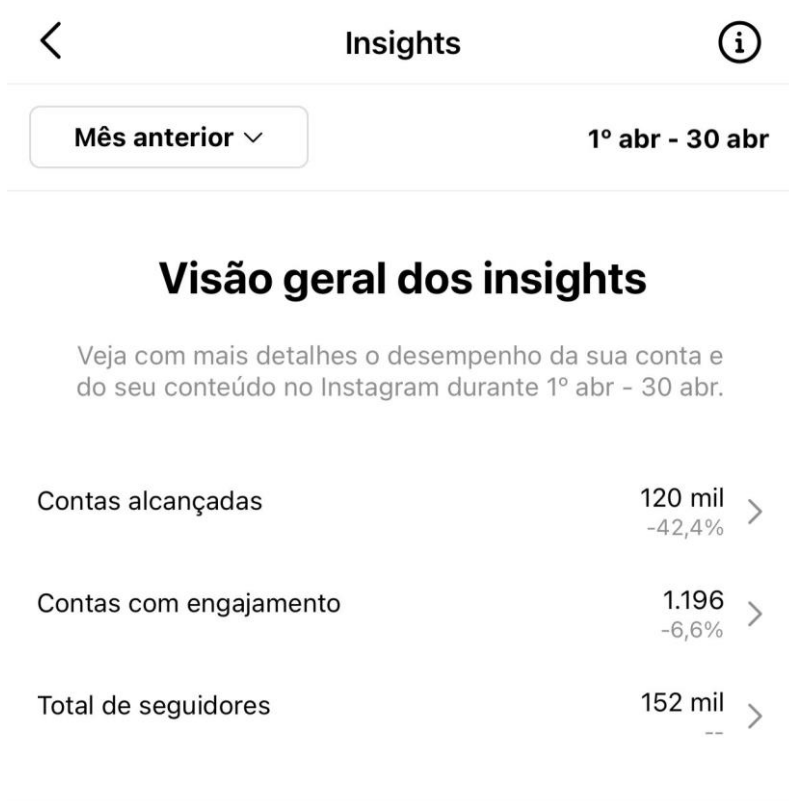 Insights
Mês anterior
1º abr - 30 abr
Visão geral dos insights
Veja com mais detalhes o desempenho da sua conta e
do seu conteúdo no Instagram durante 1º abr - 30 abr.
Contas alcançadas
120 mil
-42,4%
Contas com engajamento
1.196
-6,6%
Total de seguidores
152 mil
--